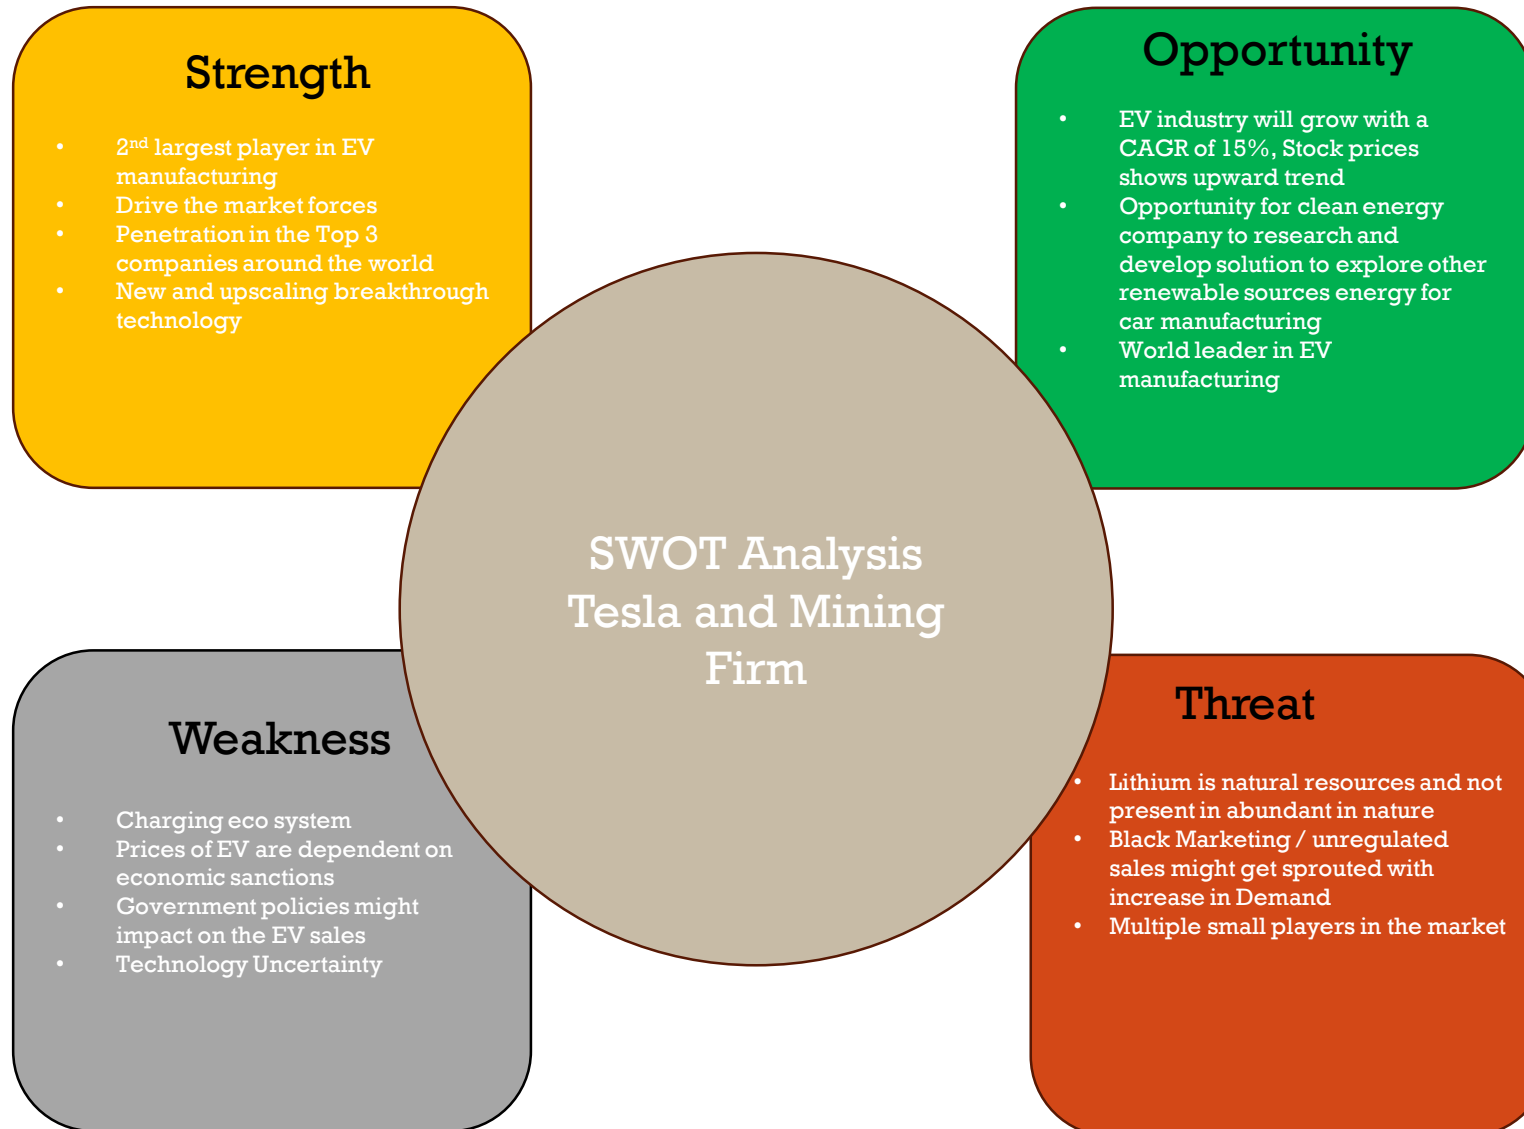 Strength
• 2nd largest player in EV
manufacturing
• Drive the market forces
• Penetration in the Top 3
companies around the world
• New and upscaling breakthrough
technology
Opportunity
• EV industry will grow with a
CAGR of 15%, Stock prices
shows upward trend
• Opportunity for clean energy
company to research and
develop solution to explore other
renewable sources energy for
car manufacturing
• World leader in EV
manufacturing
SWOT Analysis
Tesla and Mining
Firm
Weakness
• Charging eco system
• Prices of EV are dependent on
economic sanctions
• Government policies might
impact on the EV sales
• Technology Uncertainty
Threat
• Lithium is natural resources and not
present in abundant in nature
• Black Marketing / unregulated
sales might get sprouted with
increase in Demand
• Multiple small players in the market